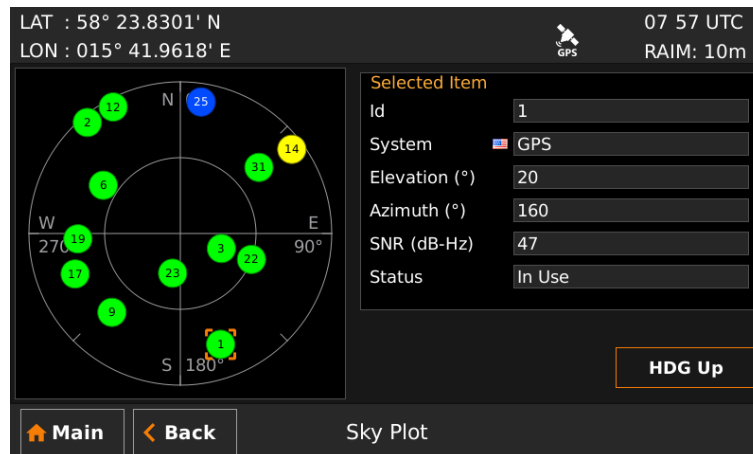 LAT : 58° 23.8301' N
LON : 015° 41.9618' E
GPS
07 57 UTC
RAIM: 10m
N
25
12
2
14
31
6
W
270
19
E
90°
3
22
17
23
9
1
S 180°
Selected Item
Id 1
System GPS
Elevation (°) 20
Azimuth (°) 160
SNR (dB-Hz) 47
Status In Use
HDG Up
Main
Back
Sky Plot